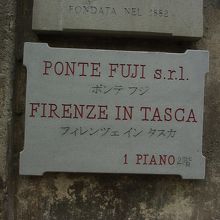 FONDATA NEL 1882
PONTE FUJI s.r.l.
ポンテ フジ
FIRENZE IN TASCA
フィレンツェ イン タスカ
1 PIANO